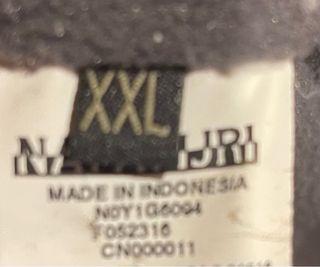 XXL
MADE IN INDONESIA
N0Y1G6094
F052316
CN000011